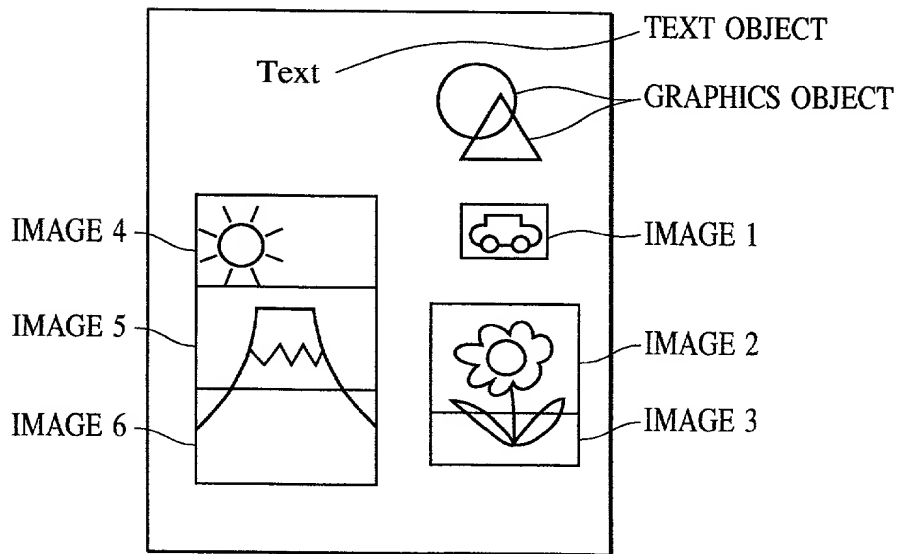 TEXT OBJECT
Text
GRAPHICS OBJECT
IMAGE 4
IMAGE 1
IMAGE 5
IMAGE 2
IMAGE 6
IMAGE 3